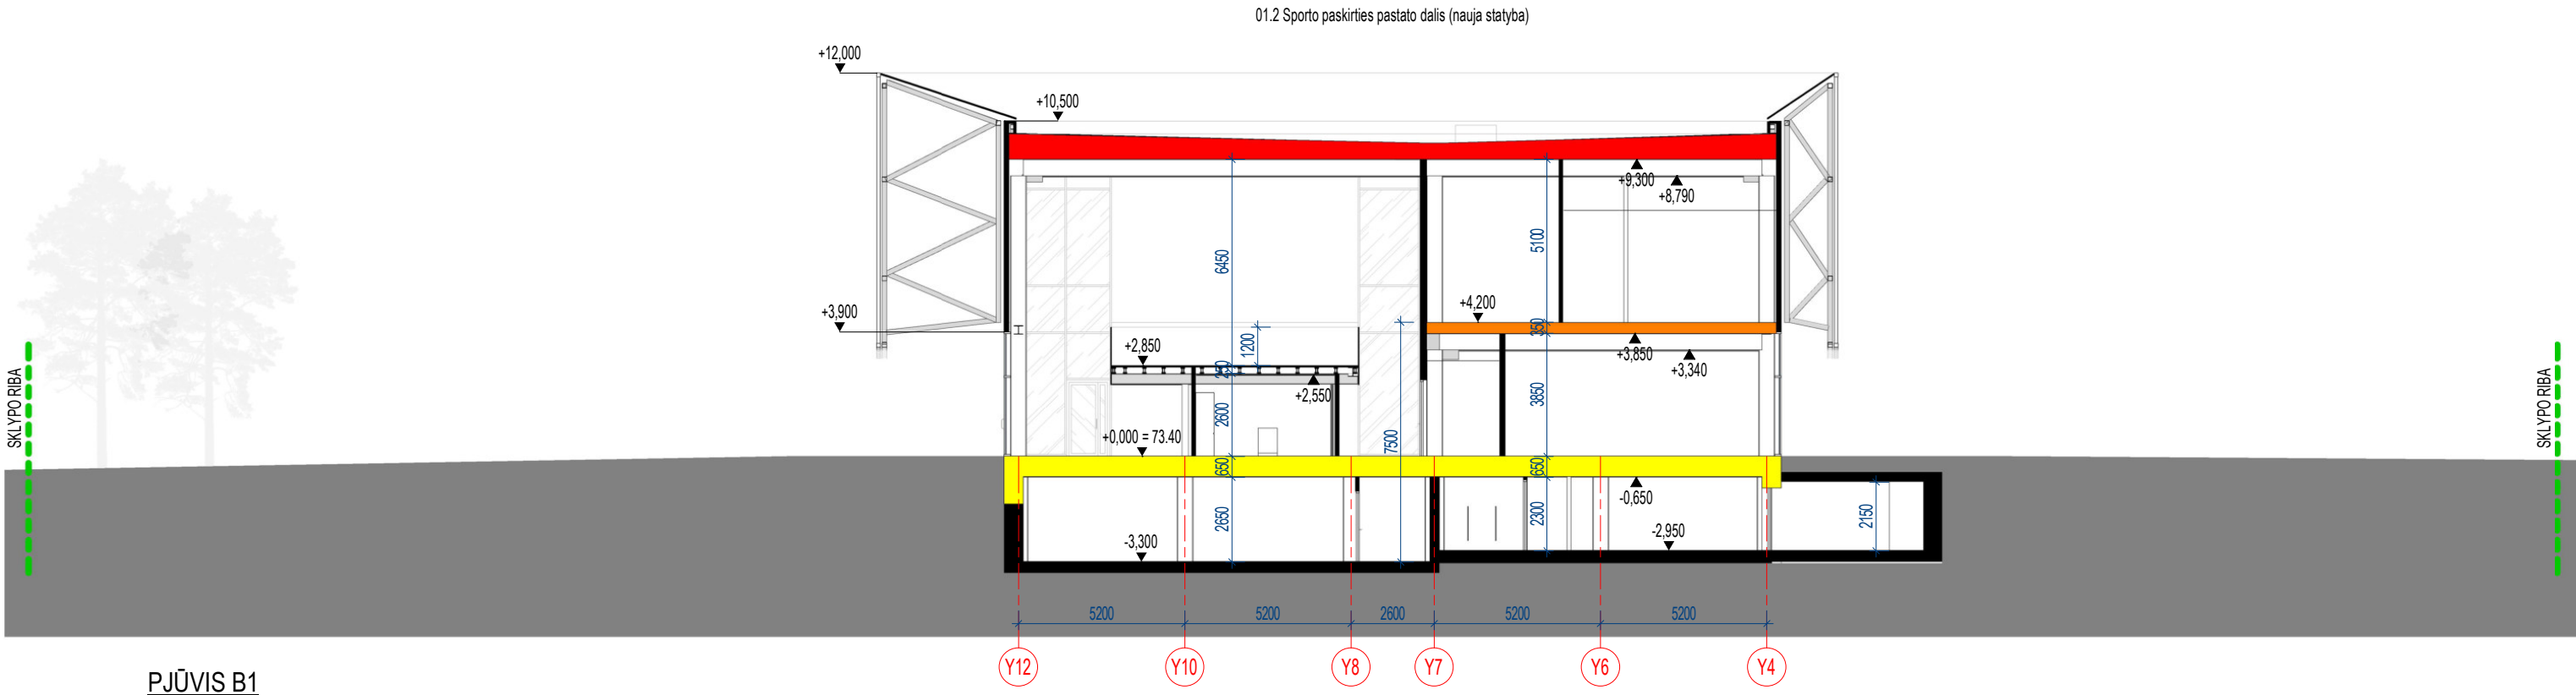 01.2 Sporto paskirties pastato dalis (nauja statyba)
+12,000
+10,500
+9,300
+8,790
6450
5100
+4,200
+3,900
350
+3,850
+3,340
1200
+2,850
250
+2,550
2600
3850
7500
+0,000 = 73.40
650
650
-0,650
2650
2300
2150
-3,300
-2,950
SKLYPO RIBA
SKLYPO RIBA
5200
5200
2600
5200
5200
Y12
Y10
Y8
Y7
Y6
Y4
PJŪVIS B1